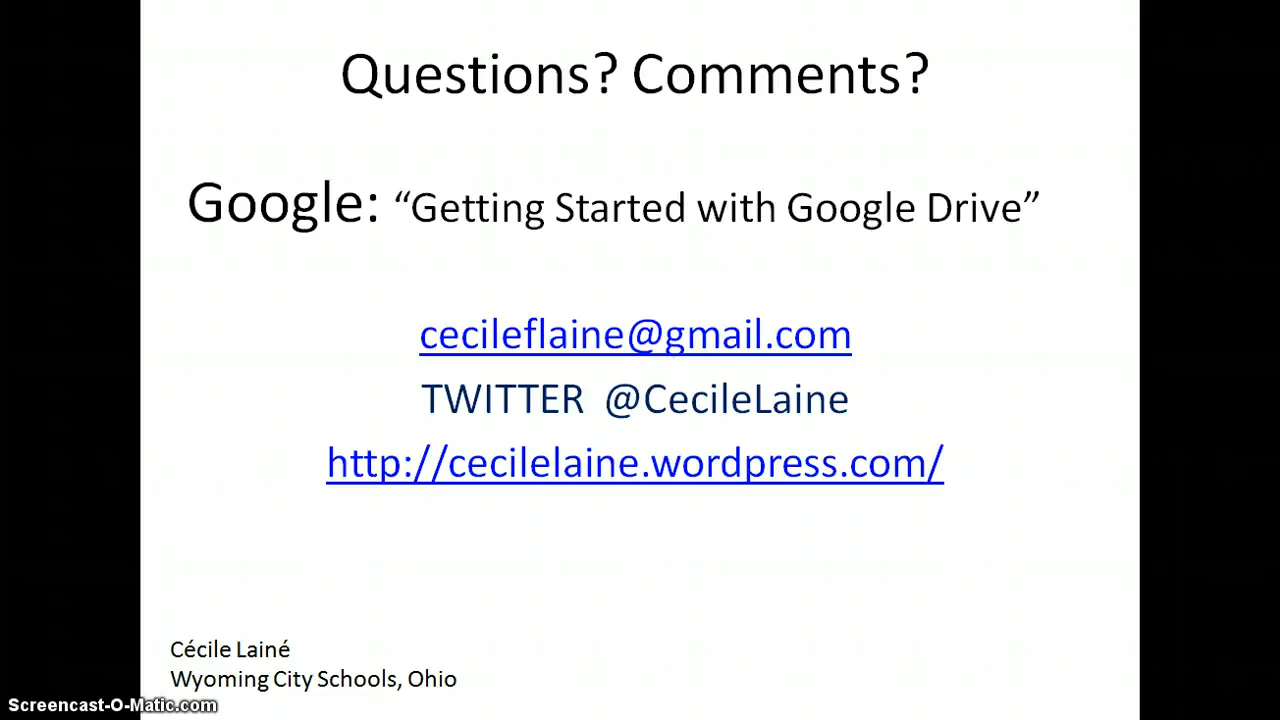 Questions? Comments?
Google: “Getting Started with Google Drive”
cecileflaine@gmail.com
TWITTER @CecileLaine
http://cecilelaine.wordpress.com/
Cécile Lainé
Wyoming City Schools, Ohio
Screencast-O-Matic.com